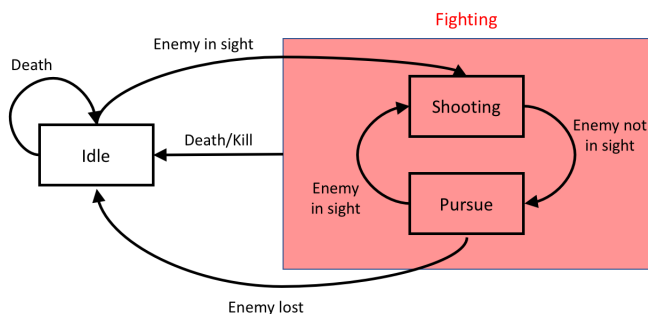 Fighting
Enemy in sight
Death
Shooting
Enemy not
in sight
Death/Kill
Idle
Enemy
in sight
Pursue
Enemy lost